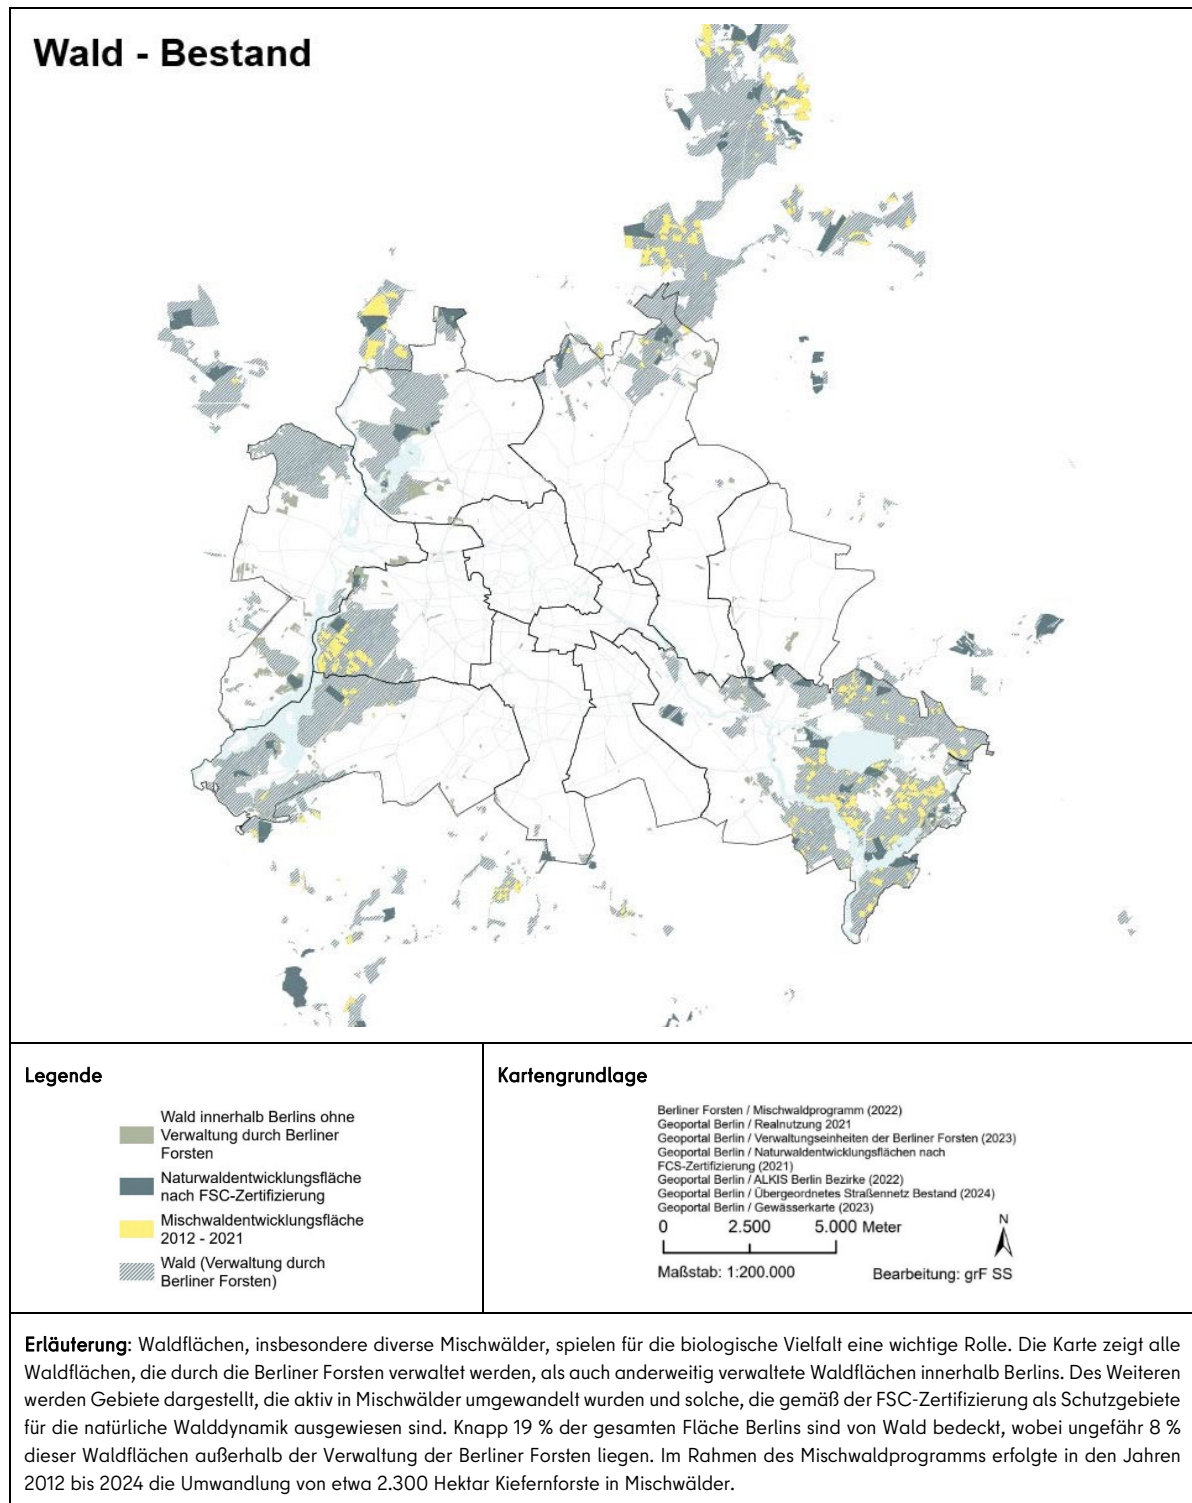 Wald - Bestand
Legende
Wald innerhalb Berlins ohne
Verwaltung durch Berliner
Forsten
Naturwaldentwicklungsfläche
nach FSC-Zertifizierung
Mischwaldentwicklungsfläche
2012 - 2021
Wald (Verwaltung durch
Berliner Forsten)
Kartengrundlage
Berliner Forsten / Mischwaldprogramm (2022)
Geoportal Berlin / Realnutzung 2021
Geoportal Berlin / Verwaltungseinheiten der Berliner Forsten (2023)
Geoportal Berlin / Naturwaldentwicklungsflächen nach
FCS-Zertifizierung (2021)
Geoportal Berlin / ALKIS Berlin Bezirke (2022)
Geoportal Berlin / Übergeordnetes Straßennetz Bestand (2024)
Geoportal Berlin / Gewässerkarte (2023)
0 2.500 5.000 Meter
N
Maßstab: 1:200.000 Bearbeitung: grF SS
Erläuterung: Waldflächen, insbesondere diverse Mischwälder, spielen für die biologische Vielfalt eine wichtige Rolle. Die Karte zeigt alle
Waldflächen, die durch die Berliner Forsten verwaltet werden, als auch anderweitig verwaltete Waldflächen innerhalb Berlins. Des Weiteren
werden Gebiete dargestellt, die aktiv in Mischwälder umgewandelt wurden und solche, die gemäß der FSC-Zertifizierung als Schutzgebiete
für die natürliche Walddynamik ausgewiesen sind. Knapp 19 % der gesamten Fläche Berlins sind von Wald bedeckt, wobei ungefähr 8 %
dieser Waldflächen außerhalb der Verwaltung der Berliner Forsten liegen. Im Rahmen des Mischwaldprogramms erfolgte in den Jahren
2012 bis 2024 die Umwandlung von etwa 2.300 Hektar Kiefernforste in Mischwälder.